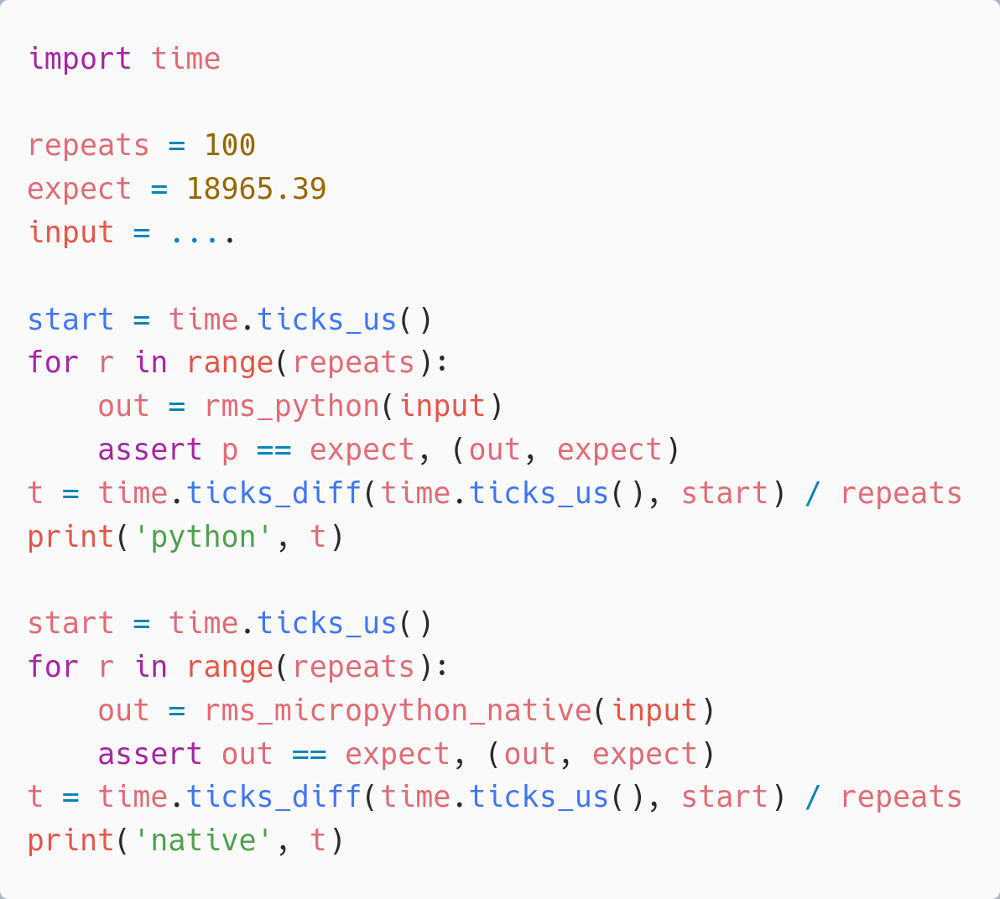 import time

repeats = 100
expect = 18965.39
input = ....

start = time.ticks_us()
for r in range(repeats):
    out = rms_python(input)
    assert p == expect, (out, expect)
t = time.ticks_diff(time.ticks_us(), start) / repeats
print('python', t)

start = time.ticks_us()
for r in range(repeats):
    out = rms_micropython_native(input)
    assert out == expect, (out, expect)
t = time.ticks_diff(time.ticks_us(), start) / repeats
print('native', t)